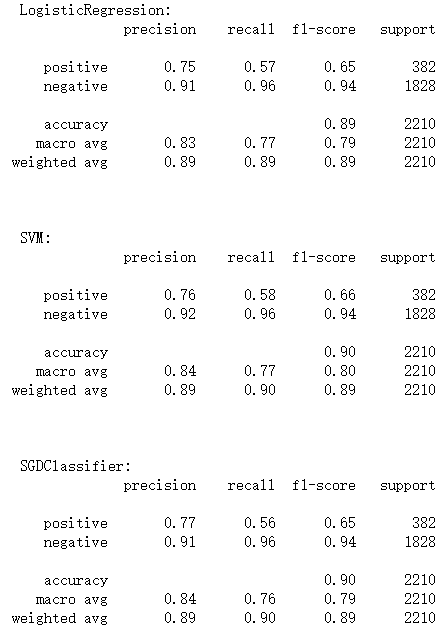 LogisticRegression:
precision recall f1-score support
positive 0.75 0.57 0.65 382
negative 0.91 0.96 0.94 1828
accuracy 0.89 2210
macro avg 0.83 0.77 0.79 2210
weighted avg 0.89 0.89 0.89 2210
SVM:
precision recall f1-score support
positive 0.76 0.58 0.66 382
negative 0.92 0.96 0.94 1828
accuracy 0.90 2210
macro avg 0.84 0.77 0.80 2210
weighted avg 0.89 0.90 0.89 2210
SGDClassifier:
precision recall f1-score support
positive 0.77 0.56 0.65 382
negative 0.91 0.96 0.94 1828
accuracy 0.90 2210
macro avg 0.84 0.76 0.79 2210
weighted avg 0.89 0.90 0.89 2210